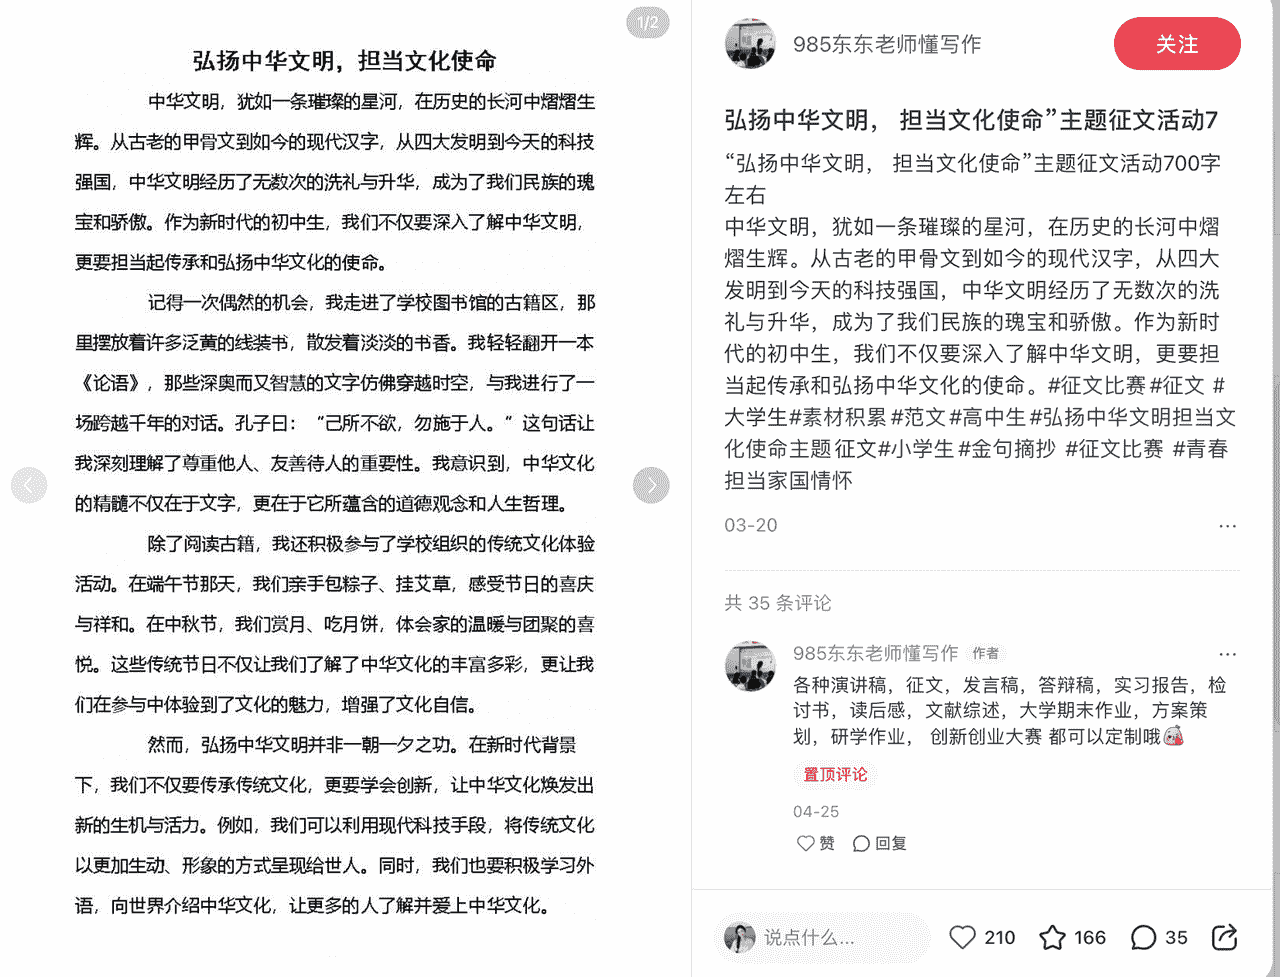 1/2
弘扬中华文明，担当文化使命
中华文明，犹如一条璀璨的星河，在历史的长河中熠熠生
辉。从古老的甲骨文到如今的现代汉字，从四大发明到今天的科技
强国，中华文明经历了无数次的洗礼与升华，成为了我们民族的瑰
宝和骄傲。作为新时代的初中生，我们不仅要深入了解中华文明，
更要担当起传承和弘扬中华文化的使命。
记得一次偶然的机会，我走进了学校图书馆的古籍区，那
里摆放着许多泛黄的线装书，散发着淡淡的书香。我轻轻翻开一本
《论语》，那些深奥而又智慧的文字仿佛穿越时空，与我进行了一
场跨越千年的对话。孔子曰：“己所不欲，勿施于人。”这句话让
我深刻理解了尊重他人、友善待人的重要性。我意识到，中华文化
的精髓不仅在于文字，更在于它所蕴含的道德观念和人生哲理。
除了阅读古籍，我还积极参与了学校组织的传统文化体验
活动。在端午节那天，我们亲手包粽子、挂艾草，感受节日的喜庆
与祥和。在中秋节，我们赏月、吃月饼，体会家的温暖与团聚的喜
悦。这些传统节日不仅让我们了解了中华文化的丰富多彩，更让我
们在参与中体验到了文化的魅力，增强了文化自信。
然而，弘扬中华文明并非一朝一夕之功。在新时代背景
下，我们不仅要传承传统文化，更要学会创新，让中华文化焕发出
新的生机与活力。例如，我们可以利用现代科技手段，将传统文化
以更加生动、形象的方式呈现给世人。同时，我们也要积极学习外
语，向世界介绍中华文化，让更多的人了解并爱上中华文化。
985东东老师懂写作
关注
弘扬中华文明， 担当文化使命”主题征文活动7
“弘扬中华文明， 担当文化使命”主题征文活动700字
左右
中华文明，犹如一条璀璨的星河，在历史的长河中熠
熠生辉。从古老的甲骨文到如今的现代汉字，从四大
发明到今天的科技强国，中华文明经历了无数次的洗
礼与升华，成为了我们民族的瑰宝和骄傲。作为新时
代的初中生，我们不仅要深入了解中华文明，更要担
当起传承和弘扬中华文化的使命。#征文比赛#征文 #
大学生#素材积累#范文#高中生#弘扬中华文明担当文
化使命主题征文#小学生#金句摘抄 #征文比赛 #青春
担当家国情怀
03-20
共 35 条评论
985东东老师懂写作 作者
各种演讲稿，征文，发言稿，答辩稿，实习报告，检
讨书，读后感，文献综述，大学期末作业，方案策
划，研学作业， 创新创业大赛 都可以定制哦
置顶评论
04-25
赞 回复
说点什么... 210 166 35